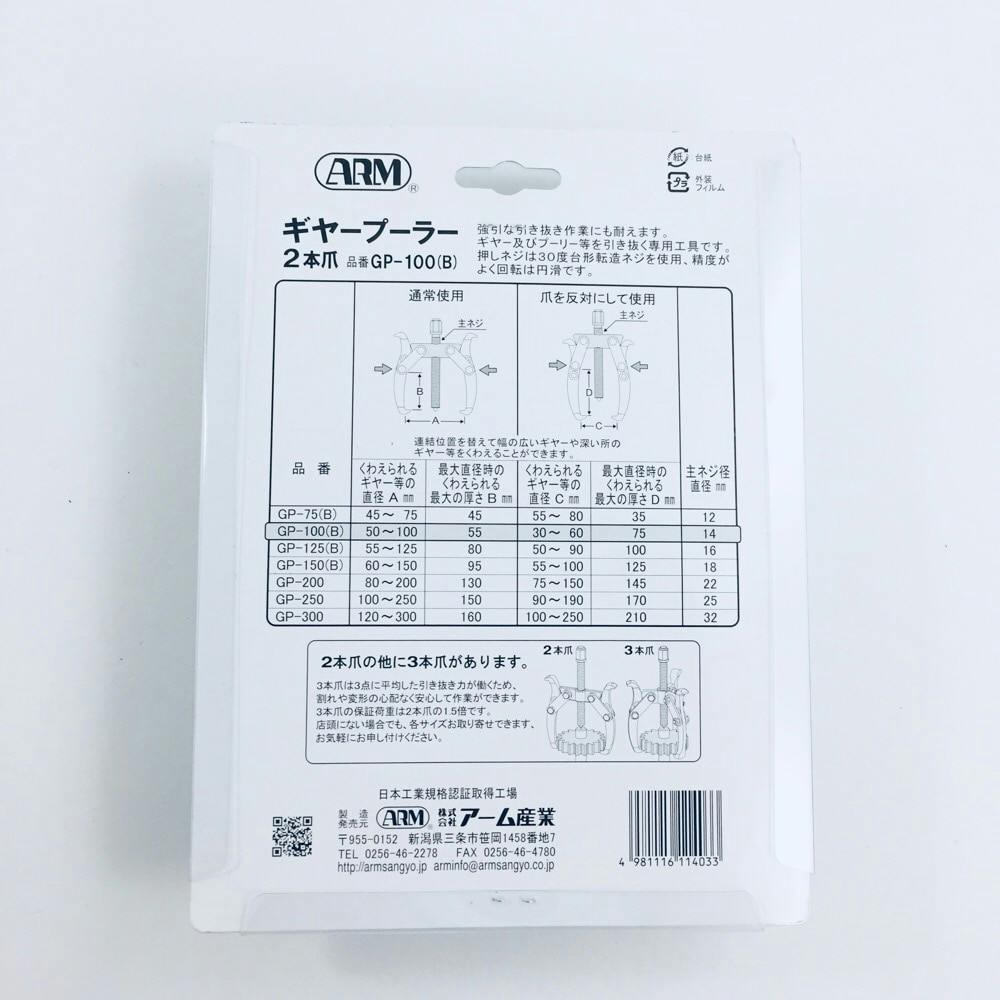 ARM®
紙 台紙
プラ 外装
フィルム
ギヤープーラー
2本爪 品番 GP-100(B)
強引な引き抜き作業にも耐えます。
ギヤー及びプーリー等を引き抜く専用工具です。
押しネジは30度台形転造ネジを使用、精度が
よく回転は円滑です。
通常使用 爪を反対にして使用
主ネジ 主ネジ
B D
A C
連結位置を替えて幅の広いギヤーや深い所の
ギヤー等をくわえることができます。
品番 くわえられる 最大直径時の くわえられる 最大直径時の 主ネジ径
ギヤー等の くわえられる ギヤー等の くわえられる 直径 mm
直径 A mm 最大の厚さ B mm 直径 C mm 最大の厚さ D mm
GP-75(B) 45〜 75 45 55〜 80 35 12
GP-100(B) 50〜100 55 30〜 60 75 14
GP-125(B) 55〜125 80 50〜 90 100 16
GP-150(B) 60〜150 95 55〜100 125 18
GP-200 80〜200 130 75〜150 145 22
GP-250 100〜250 150 90〜190 170 25
GP-300 120〜300 160 100〜250 210 32
2本爪の他に3本爪があります。
2本爪 3本爪
3本爪は3点に平均した引き抜き力が働くため、
割れや変形の心配なく安心して作業ができます。
3本爪の保証荷重は2本爪の1.5倍です。
店頭にない場合でも、各サイズお取り寄せできます、
お気軽にお申し付けください。
日本工業規格認証取得工場
製造
発売元 ARM® 株式会社 アーム産業
〒955-0152 新潟県三条市笹岡1458番地7
TEL 0256-46-2278 FAX 0256-46-4780
http://armsangyo.jp arminfo@armsangyo.co.jp
4 981116 114033